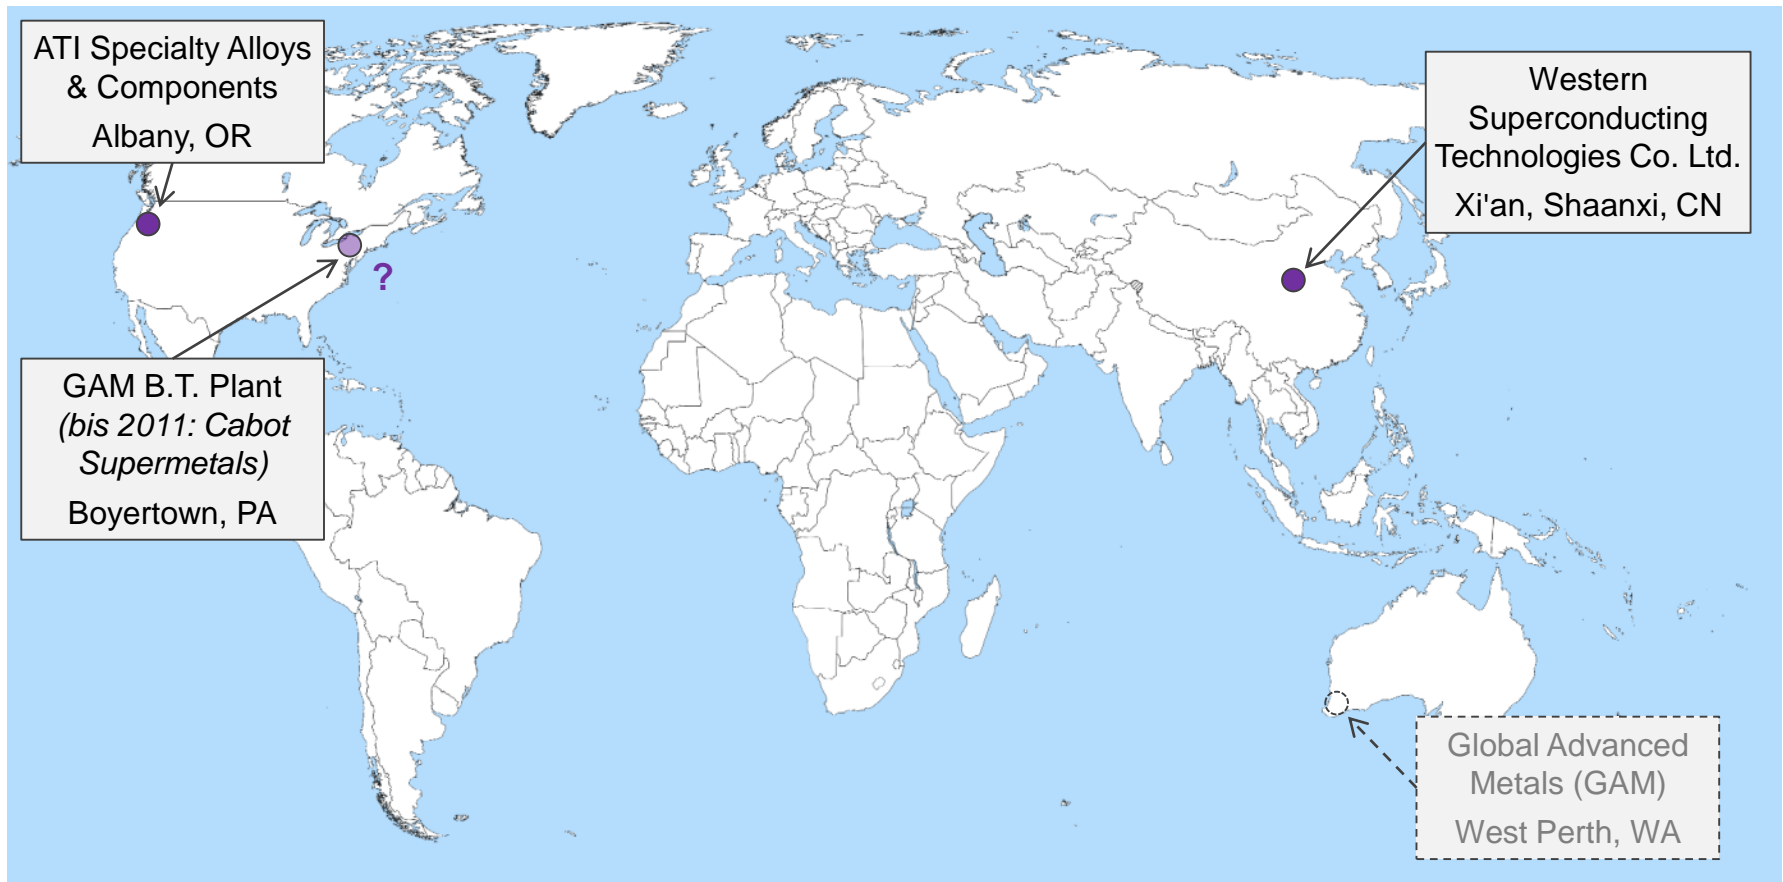 ATI Specialty Alloys
& Components
Albany, OR
Western
Superconducting
Technologies Co. Ltd.
Xi'an, Shaanxi, CN
?
GAM B.T. Plant
(bis 2011: Cabot
Supermetals)
Boyertown, PA
Global Advanced
Metals (GAM)
West Perth, WA